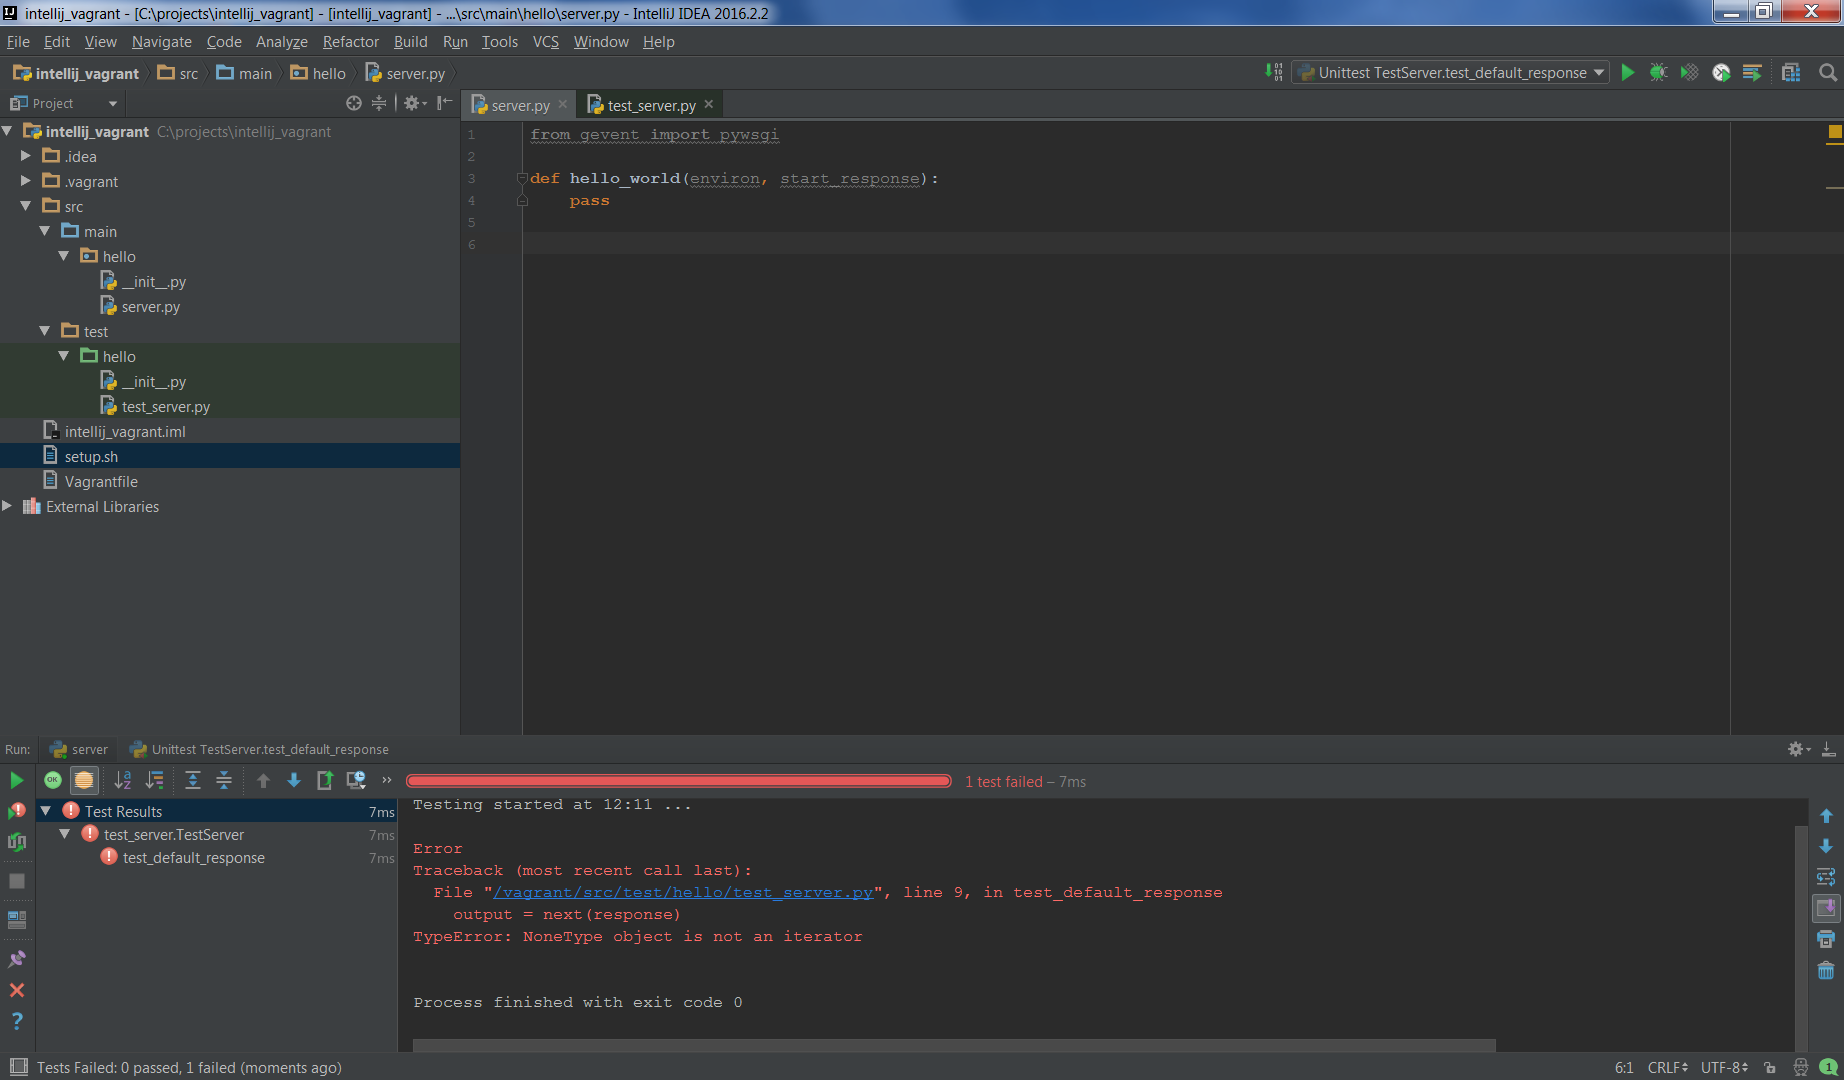 intellij_vagrant - [C:\projects\intellij_vagrant] - [intellij_vagrant] - ...\src\main\hello\server.py - IntelliJ IDEA 2016.2.2
File Edit View Navigate Code Analyze Refactor Build Run Tools VCS Window Help
intellij_vagrant src main hello server.py Unittest TestServer.test_default_response
Project
server.py test_server.py
intellij_vagrant C:\projects\intellij_vagrant
.idea
.vagrant
src
main
hello
__init__.py
server.py
test
hello
__init__.py
test_server.py
intellij_vagrant.iml
setup.sh
Vagrantfile
External Libraries
1 from gevent import pywsgi
2
3 def hello_world(environ, start_response):
4 pass
5
6
Run: server Unittest TestServer.test_default_response
OK 1 test failed – 7ms
Test Results 7ms
test_server.TestServer 7ms
test_default_response 7ms
Testing started at 12:11 ...
Error
Traceback (most recent call last):
File "/vagrant/src/test/hello/test_server.py", line 9, in test_default_response
output = next(response)
TypeError: NoneType object is not an iterator
Process finished with exit code 0
Tests Failed: 0 passed, 1 failed (moments ago) 6:1 CRLF UTF-8 1